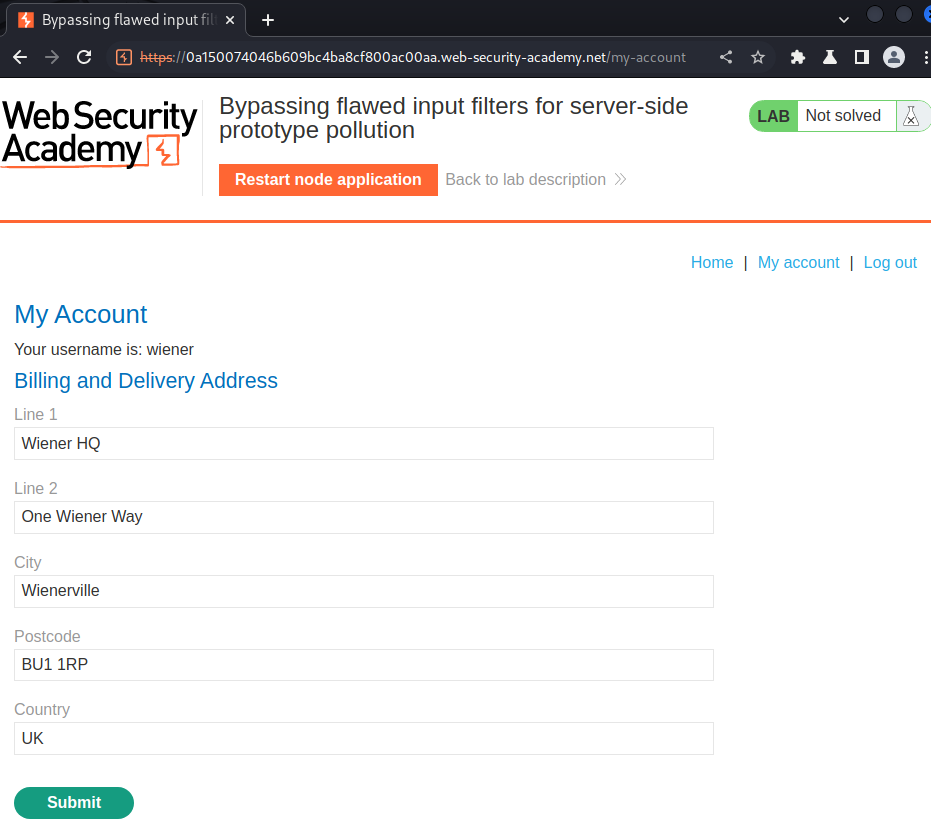 Bypassing flawed input fil
https://0a150074046b609bc4ba8cf800ac00aa.web-security-academy.net/my-account
Web Security
Academy
Bypassing flawed input filters for server-side
prototype pollution
LAB Not solved
Restart node application Back to lab description
Home | My account | Log out
My Account
Your username is: wiener
Billing and Delivery Address
Line 1
Wiener HQ
Line 2
One Wiener Way
City
Wienerville
Postcode
BU1 1RP
Country
UK
Submit